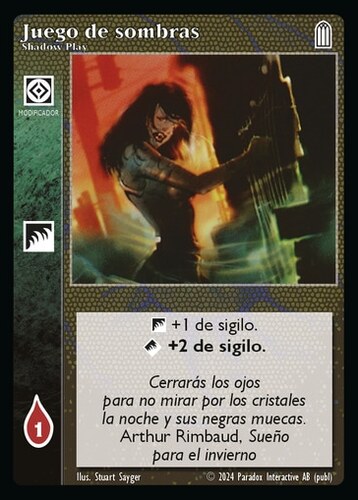 Juego de sombras
Shadow Play
MODIFICADOR
+1 de sigilo.
+2 de sigilo.
Cerrarás los ojos
para no mirar por los cristales
la noche y sus negras muecas.
Arthur Rimbaud, Sueño
para el invierno
1
Ilus. Stuart Sayger
© 2024 Paradox Interactive AB (publ)